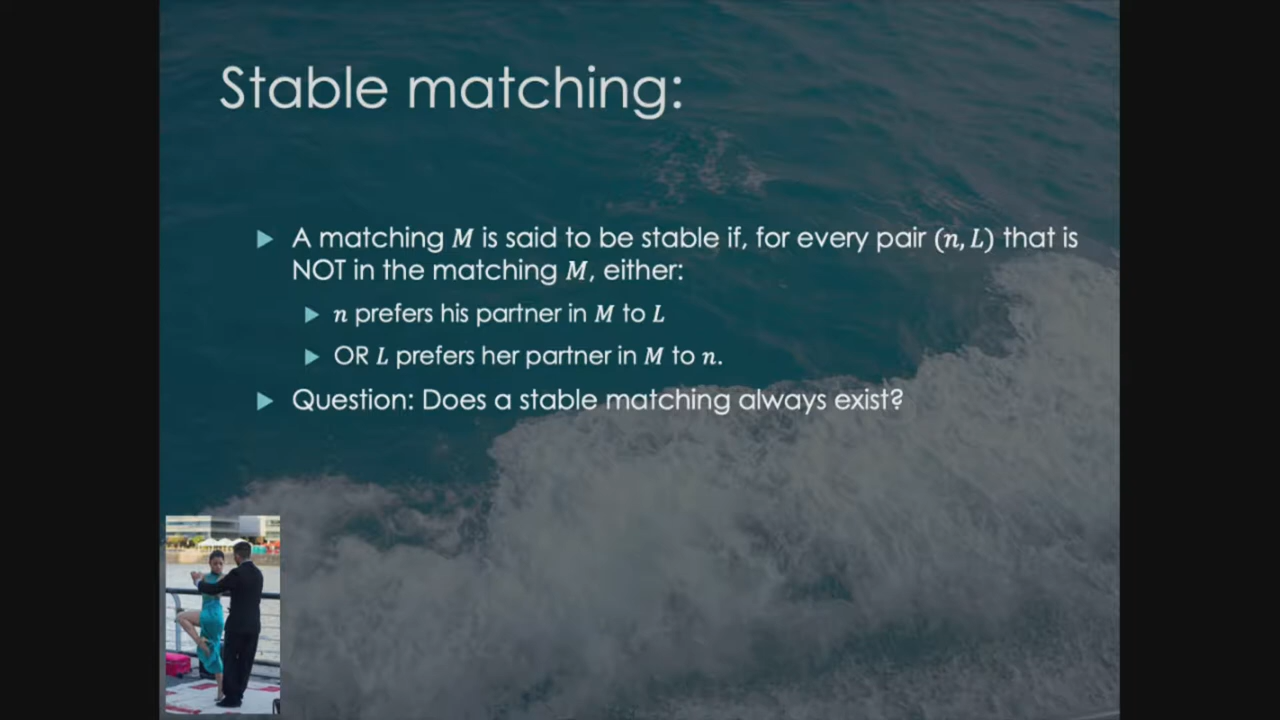 Stable matching:
A matching M is said to be stable if, for every pair (n, L) that is
NOT in the matching M, either:
n prefers his partner in M to L
OR L prefers her partner in M to n.
Question: Does a stable matching always exist?